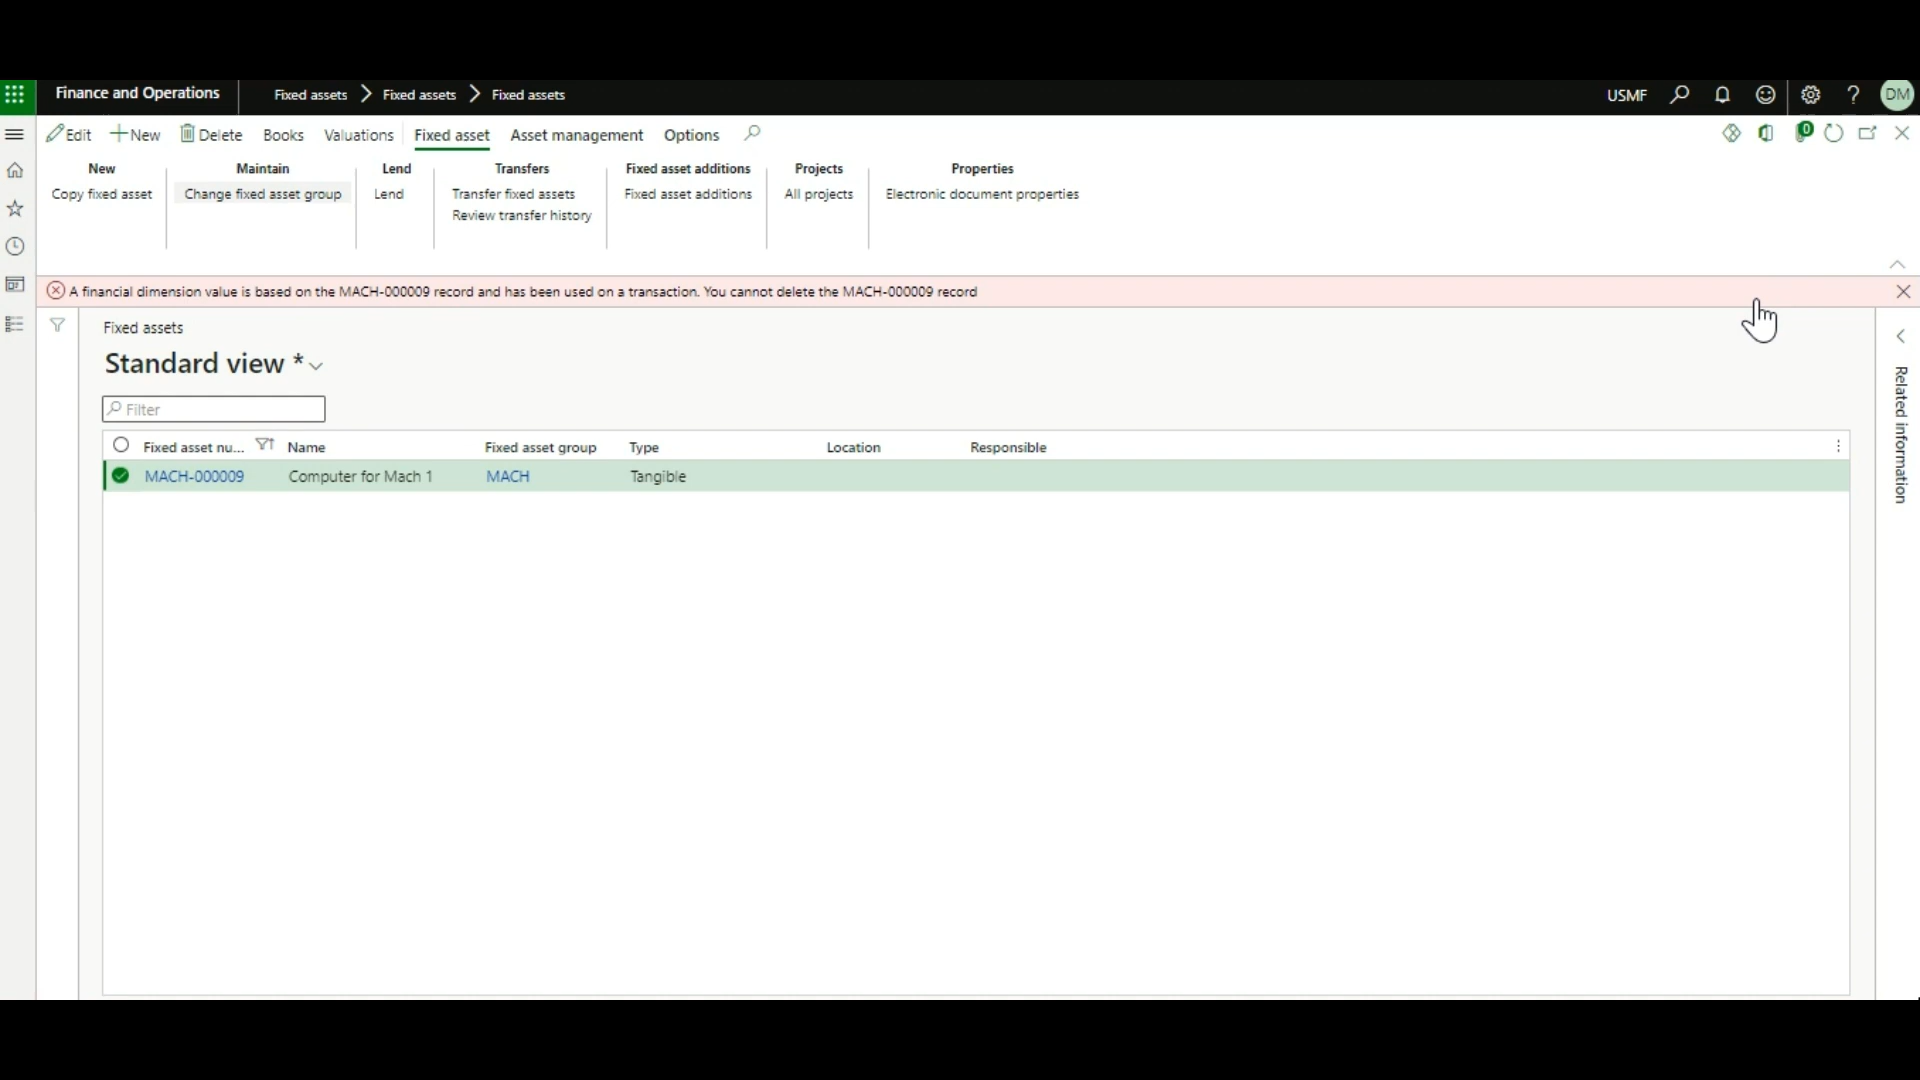 Finance and Operations Fixed assets Fixed assets Fixed assets USMF ? DM
Edit New Delete Books Valuations Fixed asset Asset management Options 0
New Maintain Lend Transfers Fixed asset additions Projects Properties
Copy fixed asset Change fixed asset group Lend Transfer fixed assets Fixed asset additions All projects Electronic document properties
Review transfer history
A financial dimension value is based on the MACH-000009 record and has been used on a transaction. You cannot delete the MACH-000009 record
Fixed assets
Standard view *
Filter
Fixed asset nu... Name Fixed asset group Type Location Responsible
MACH-000009 Computer for Mach 1 MACH Tangible
Related information